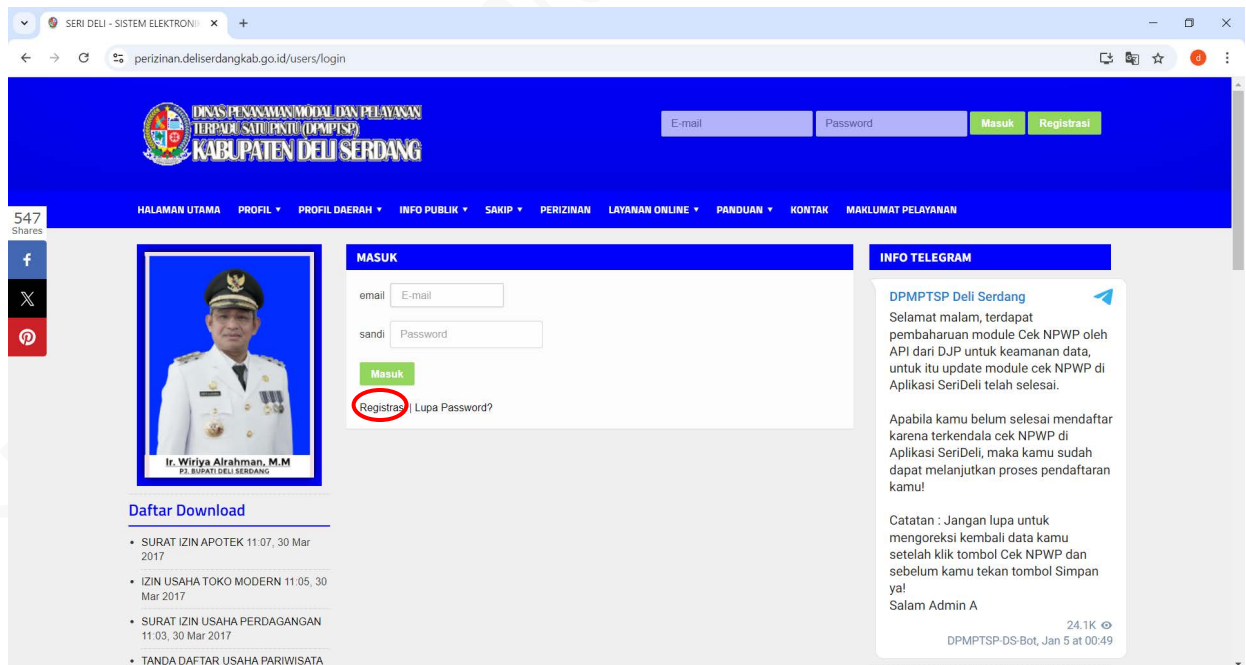 SERI DELI - SISTEM ELEKTRONI
perizinan.deliserdangkab.go.id/users/login
d
DINAS PENANAMAN MODAL DAN PELAYANAN
TERPADU SATU PINTU (DPMPTSP)
KABUPATEN DELI SERDANG
E-mail
Password
Masuk
Registrasi
HALAMAN UTAMA PROFIL PROFIL DAERAH INFO PUBLIK SAKIP PERIZINAN LAYANAN ONLINE PANDUAN KONTAK MAKLUMAT PELAYANAN
547
Shares
Ir. Wiriya Alrahman, M.M
PJ. BUPATI DELI SERDANG
Daftar Download
• SURAT IZIN APOTEK 11:07, 30 Mar
2017
• IZIN USAHA TOKO MODERN 11:05, 30
Mar 2017
• SURAT IZIN USAHA PERDAGANGAN
11:03, 30 Mar 2017
• TANDA DAFTAR USAHA PARIWISATA
MASUK
email E-mail
sandi Password
Masuk
Registrasi | Lupa Password?
INFO TELEGRAM
DPMPTSP Deli Serdang
Selamat malam, terdapat
pembaharuan module Cek NPWP oleh
API dari DJP untuk keamanan data,
untuk itu update module cek NPWP di
Aplikasi SeriDeli telah selesai.
Apabila kamu belum selesai mendaftar
karena terkendala cek NPWP di
Aplikasi SeriDeli, maka kamu sudah
dapat melanjutkan proses pendaftaran
kamu!
Catatan : Jangan lupa untuk
mengoreksi kembali data kamu
setelah klik tombol Cek NPWP dan
sebelum kamu tekan tombol Simpan
ya!
Salam Admin A
24.1K
DPMPTSP-DS-Bot, Jan 5 at 00:49